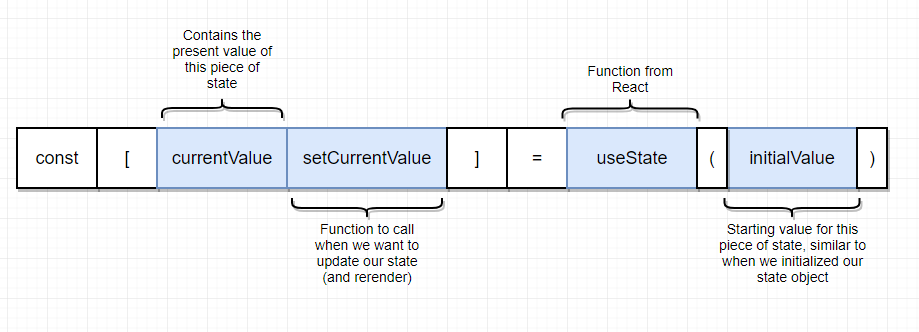 Contains the
present value of
this piece of
state
Function from
React
const [ currentValue setCurrentValue ] = useState ( initialValue )
Function to call
when we want to
update our state
(and rerender)
Starting value for this
piece of state, similar to
when we initialized our
state object